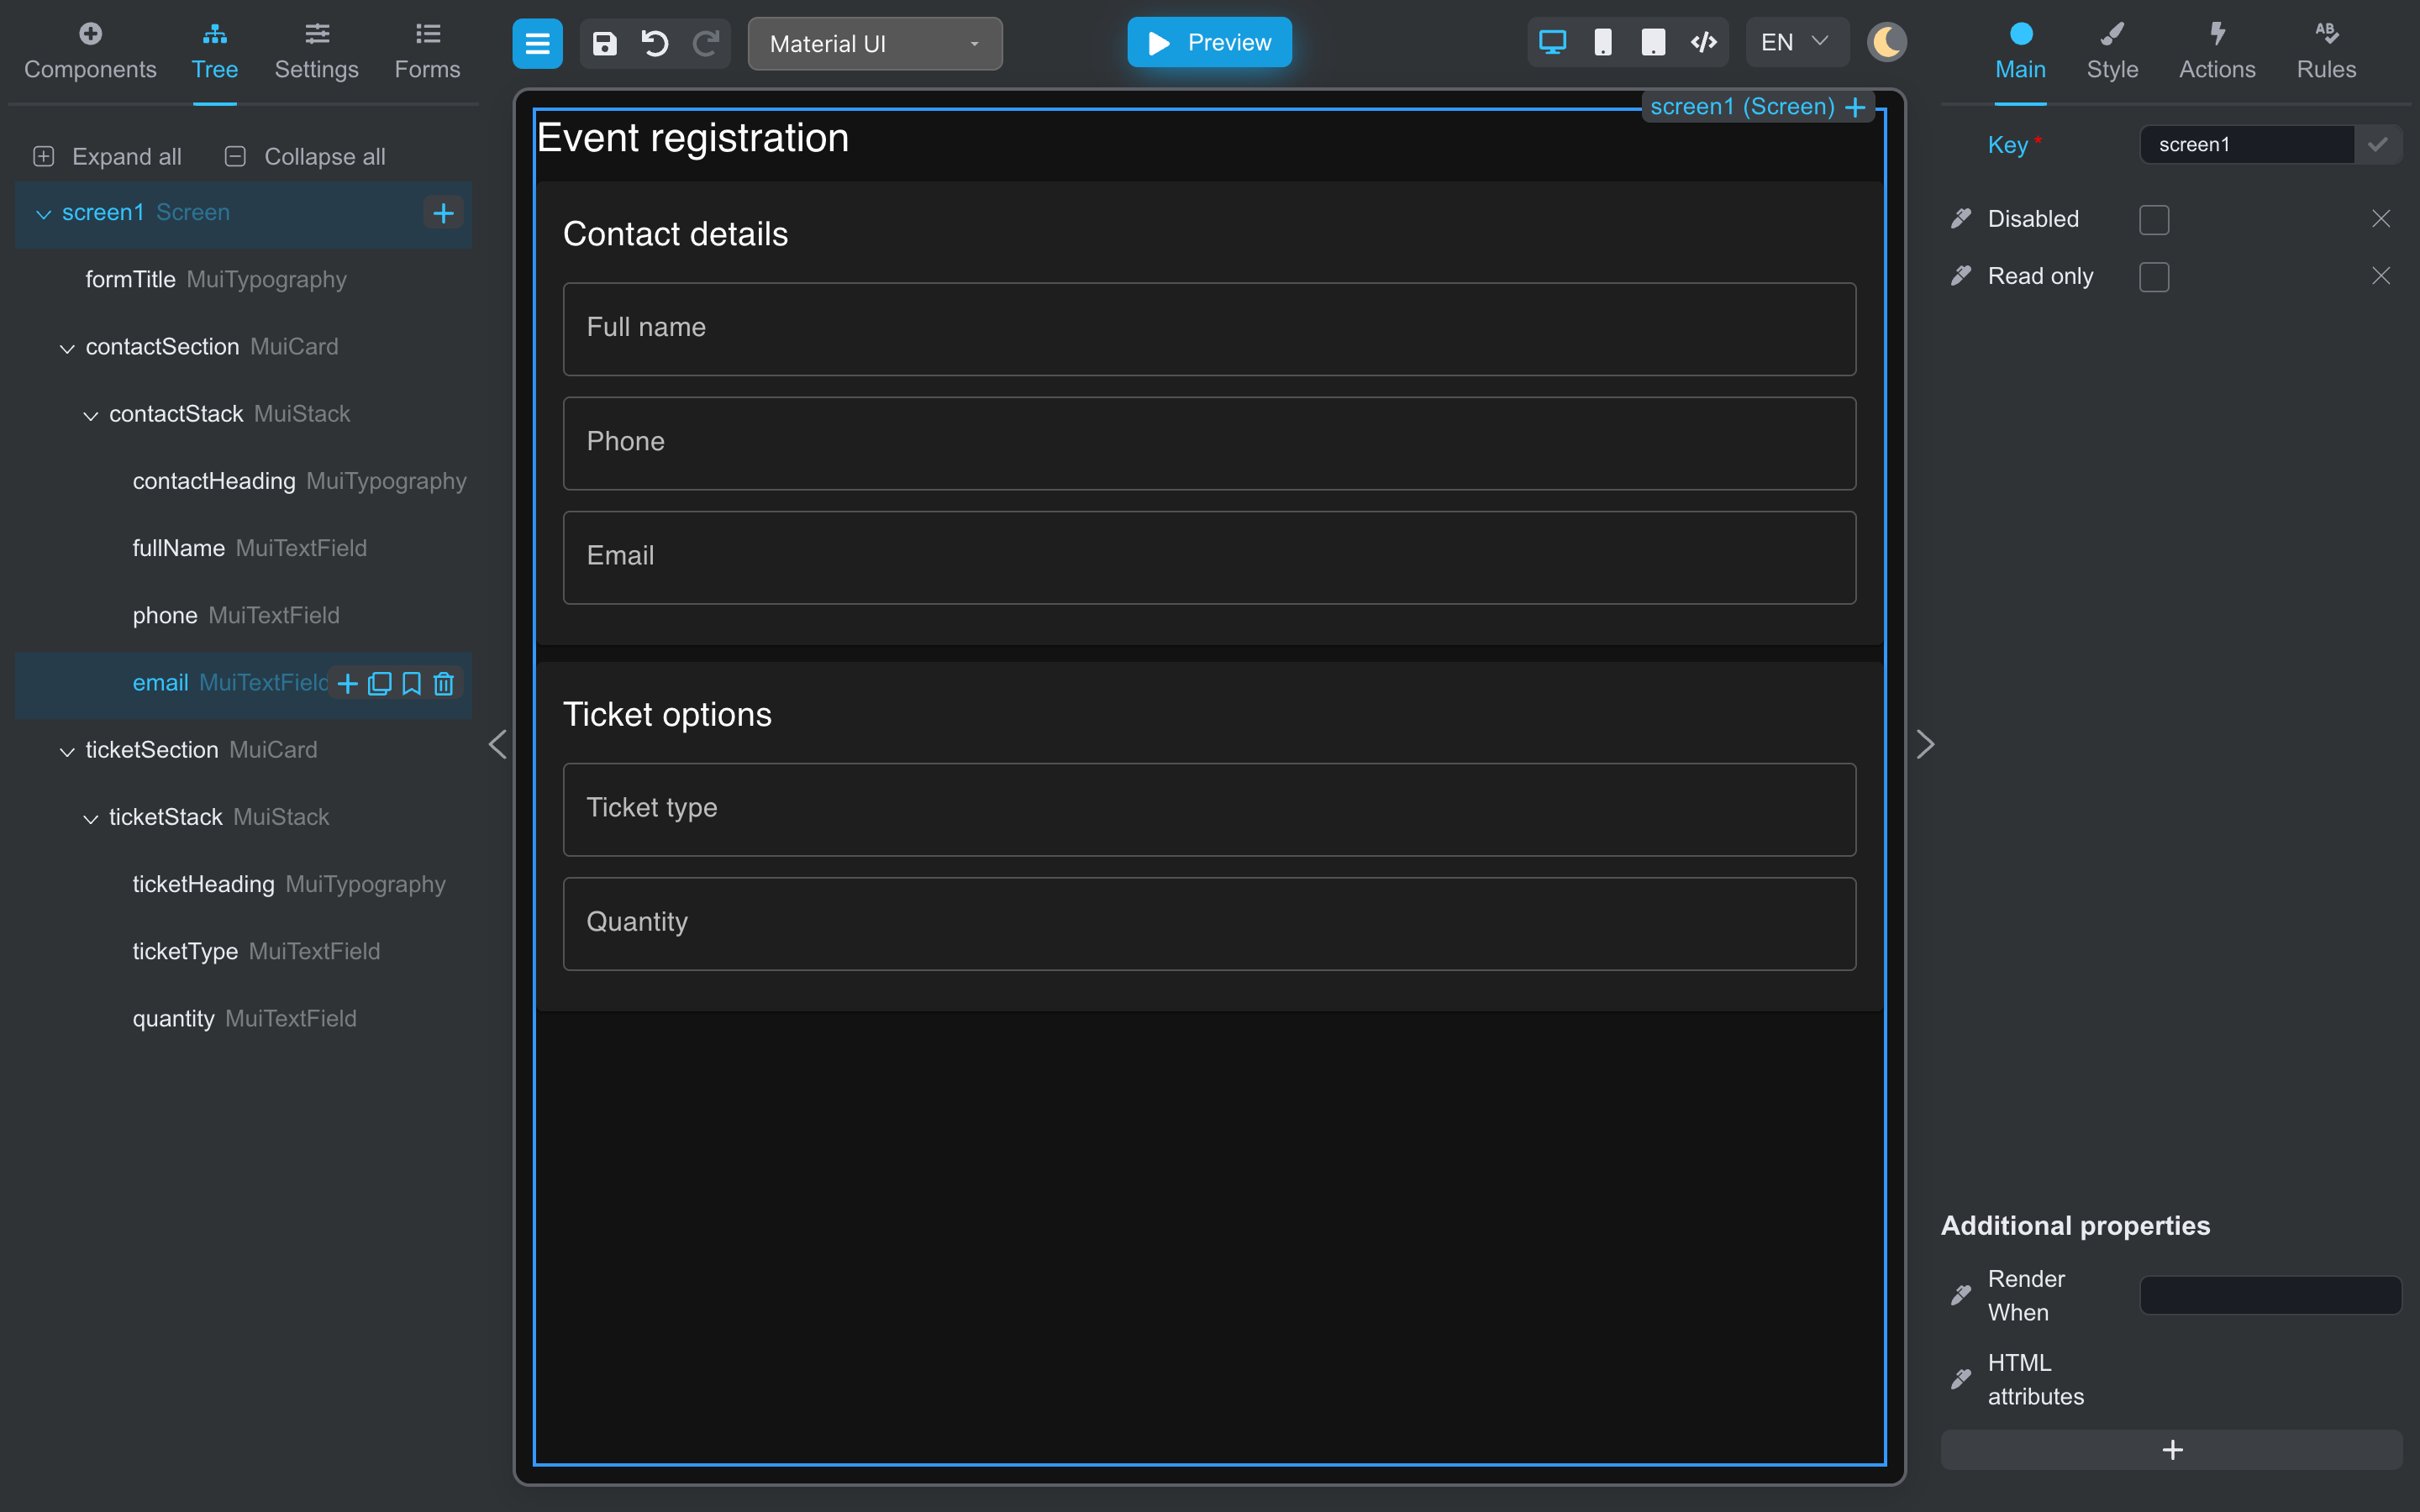 Components
Tree
Settings
Forms
Material UI
Preview
EN
Main
Style
Actions
Rules
Expand all
Collapse all
screen1 Screen
formTitle MuiTypography
contactSection MuiCard
contactStack MuiStack
contactHeading MuiTypography
fullName MuiTextField
phone MuiTextField
email MuiTextField
ticketSection MuiCard
ticketStack MuiStack
ticketHeading MuiTypography
ticketType MuiTextField
quantity MuiTextField
screen1 (Screen)
Event registration
Contact details
Full name
Phone
Email
Ticket options
Ticket type
Quantity
Key *
screen1
Disabled
Read only
Additional properties
Render
When
HTML
attributes